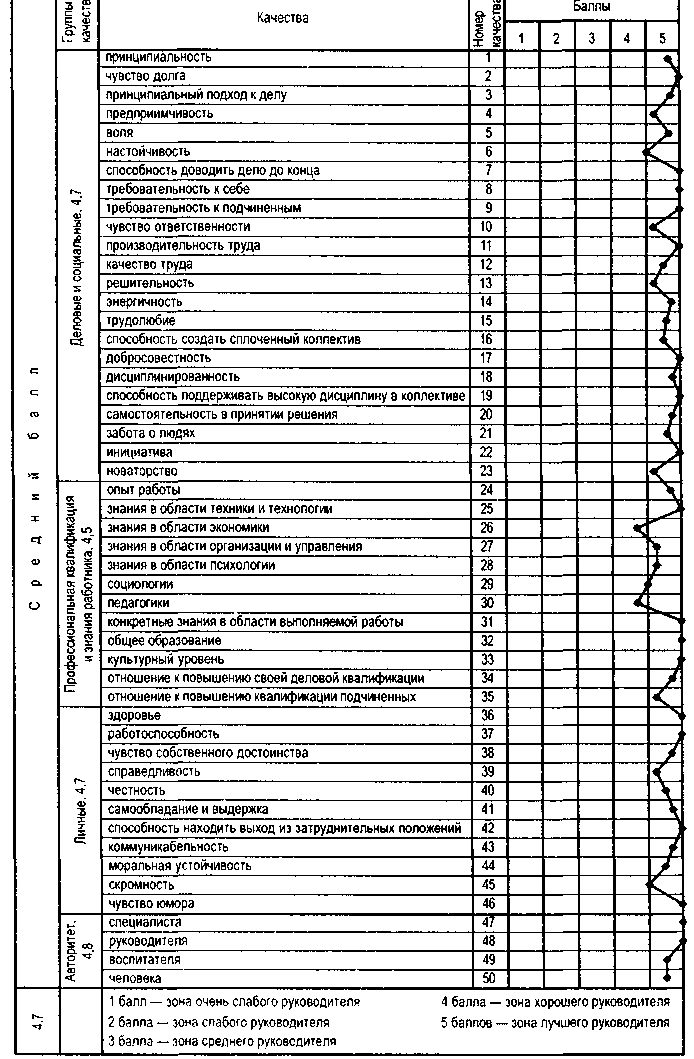 Группы качеств Качества Номер качества Баллы
1 2 3 4 5
Средний балл
Деловые и социальные. 4,7
принципиальность 1
чувство долга 2
принципиальный подход к делу 3
предприимчивость 4
воля 5
настойчивость 6
способность доводить дело до конца 7
требовательность к себе 8
требовательность к подчиненным 9
чувство ответственности 10
производительность труда 11
качество труда 12
решительность 13
энергичность 14
трудолюбие 15
способность создать сплоченный коллектив 16
добросовестность 17
дисциплинированность 18
способность поддерживать высокую дисциплину в коллективе 19
самостоятельность в принятии решения 20
забота о людях 21
инициатива 22
новаторство 23
Профессиональная квалификация
и знания работника. 4,5
опыт работы 24
знания в области техники и технологии 25
знания в области экономики 26
знания в области организации и управления 27
знания в области психологии 28
социологии 29
педагогики 30
конкретные знания в области выполняемой работы 31
общее образование 32
культурный уровень 33
отношение к повышению своей деловой квалификации 34
отношение к повышению квалификации подчиненных 35
Личные. 4,7
здоровье 36
работоспособность 37
чувство собственного достоинства 38
справедливость 39
честность 40
самообладание и выдержка 41
способность находить выход из затруднительных положений 42
коммуникабельность 43
моральная устойчивость 44
скромность 45
чувство юмора 46
Авторитет.
4,8
специалиста 47
руководителя 48
воспитателя 49
человека 50
4,7
1 балл — зона очень слабого руководителя 4 балла — зона хорошего руководителя
2 балла — зона слабого руководителя 5 баллов — зона лучшего руководителя
3 балла — зона среднего руководителя